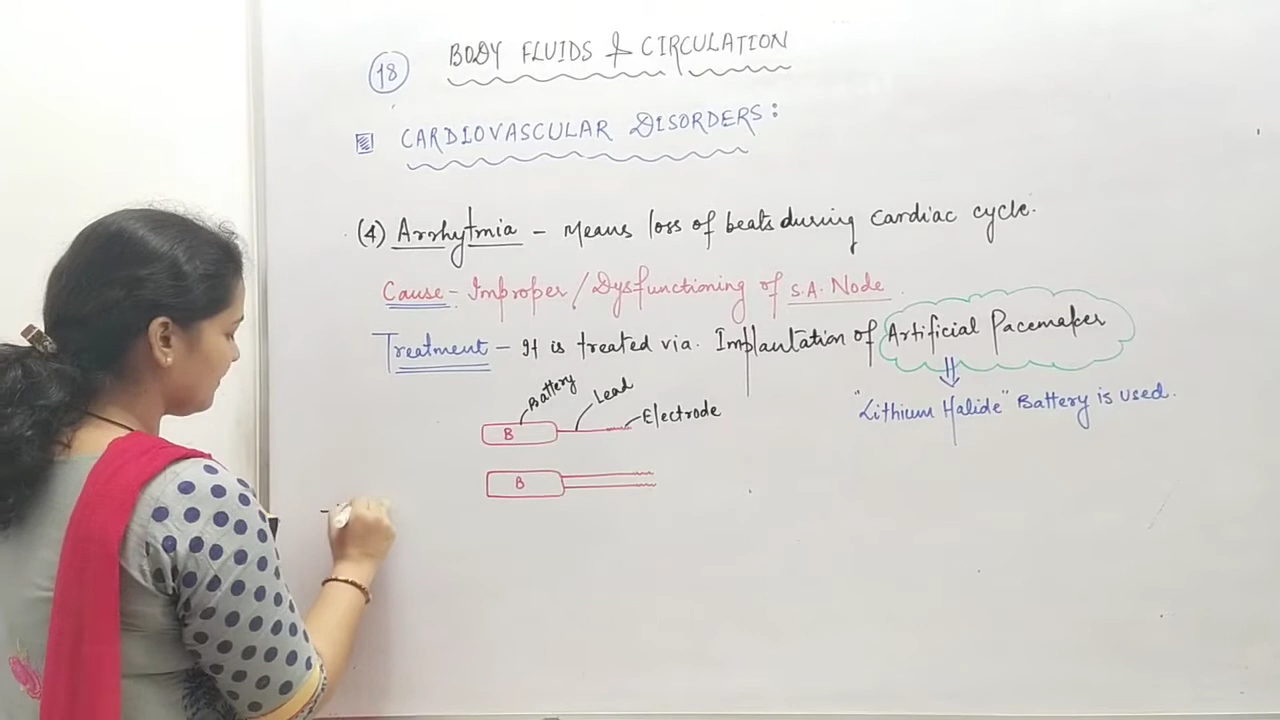 18 BODY FLUIDS & CIRCULATION
CARDIOVASCULAR DISORDERS:
(4) Arrhytmia - Means loss of beats during cardiac cycle.
Cause - Improper/Dysfunctioning of S.A. Node.
Treatment - It is treated via. Implantation of Artificial Pacemaker
"Lithium Halide" Battery is used.
Battery Lead Electrode
B
B